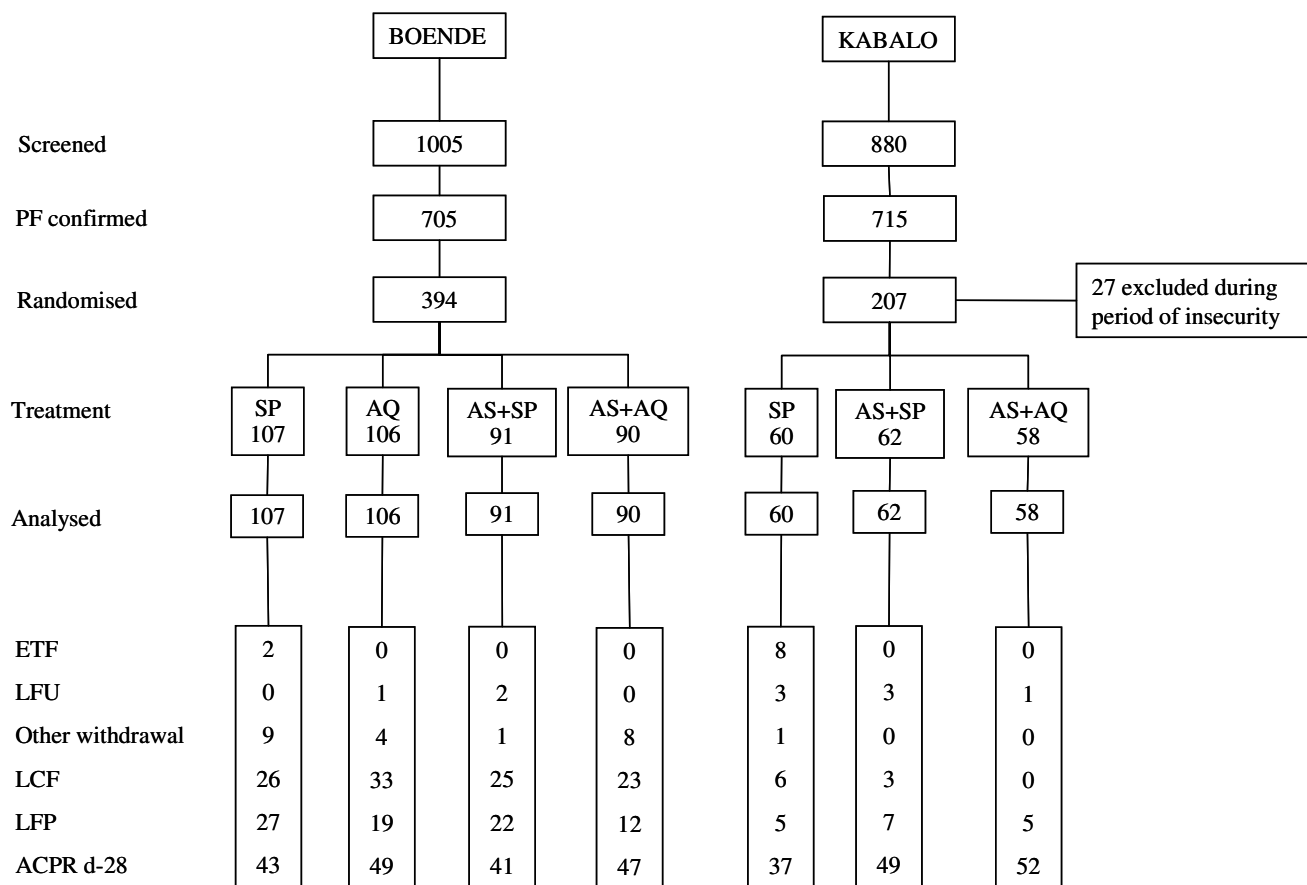 BOENDE KABALO
Screened 1005 880
PF confirmed 705 715
Randomised 394 207
27 excluded during
period of insecurity
Treatment
SP AQ AS+SP AS+AQ SP AS+SP AS+AQ
107 106 91 90 60 62 58
Analysed 107 106 91 90 60 62 58
ETF 2 0 0 0 8 0 0
LFU 0 1 2 0 3 3 1
Other withdrawal 9 4 1 8 1 0 0
LCF 26 33 25 23 6 3 0
LFP 27 19 22 12 5 7 5
ACPR d-28 43 49 41 47 37 49 52